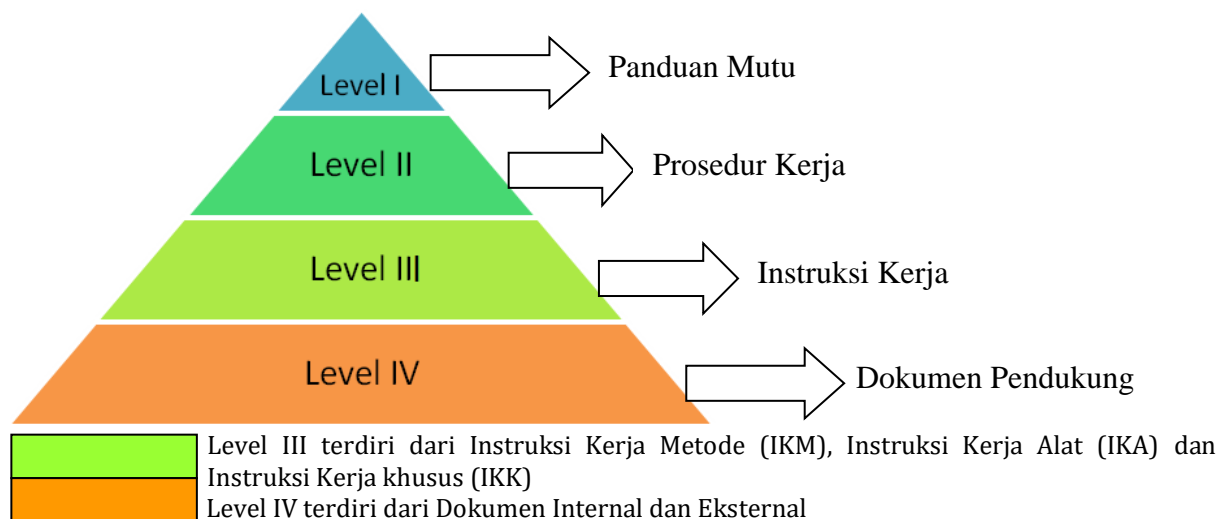 Level I
Panduan Mutu
Level II
Prosedur Kerja
Level III
Instruksi Kerja
Level IV
Dokumen Pendukung
Level III terdiri dari Instruksi Kerja Metode (IKM), Instruksi Kerja Alat (IKA) dan
Instruksi Kerja khusus (IKK)
Level IV terdiri dari Dokumen Internal dan Eksternal